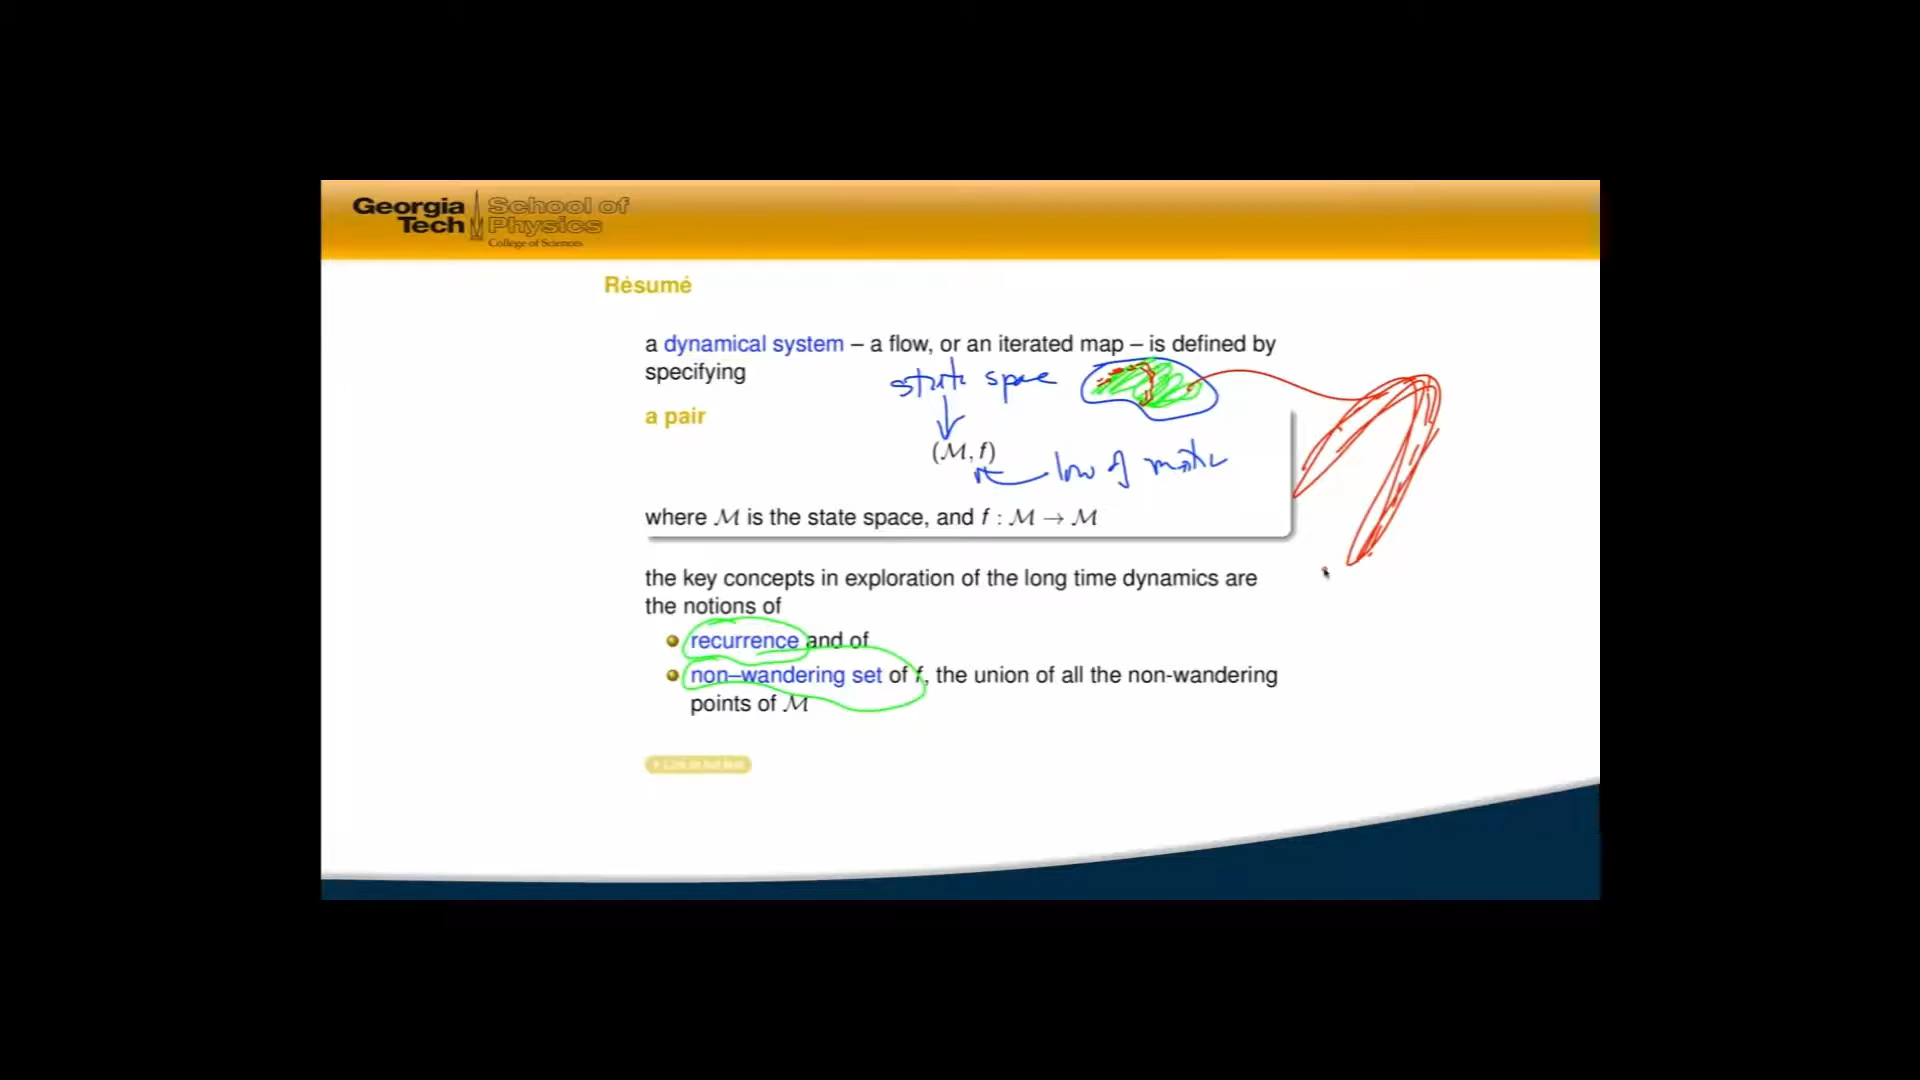 Georgia Tech
School of Physics
College of Sciences
Résumé
a dynamical system – a flow, or an iterated map – is defined by
specifying
state space
a pair
(M, f)
law of motion
where M is the state space, and f : M → M
the key concepts in exploration of the long time dynamics are
the notions of
recurrence and of
non–wandering set of f, the union of all the non-wandering
points of M